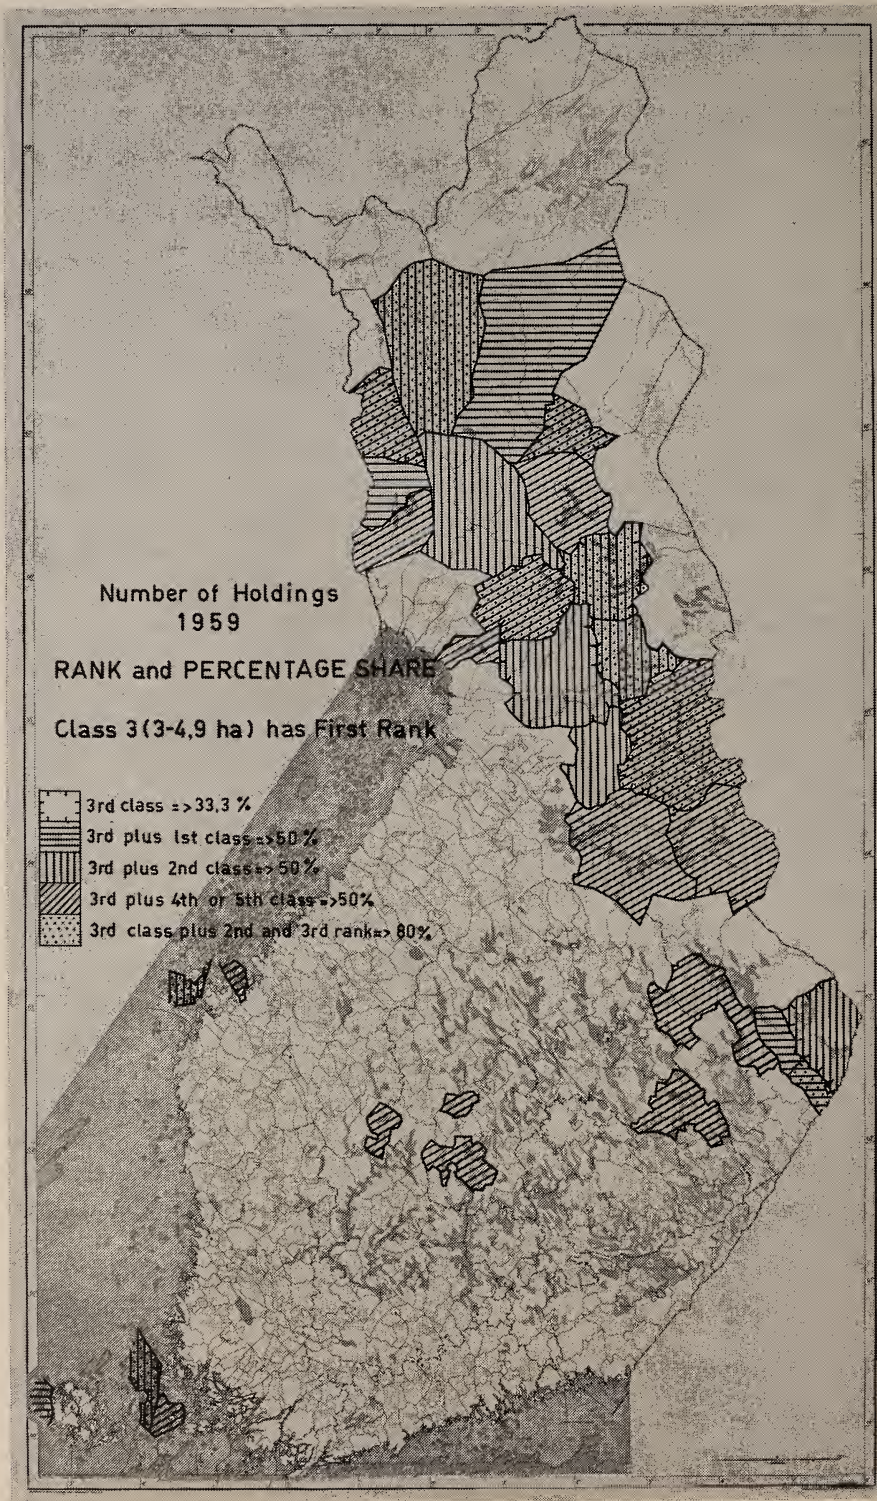 Number of Holdings
1959
RANK and PERCENTAGE SHARE
Class 3(3-4,9 ha) has First Rank
3rd class => 33,3 %
3rd plus 1st class => 50 %
3rd plus 2nd class => 50%
3rd plus 4th or 5th class => 50%
3rd class plus 2nd and 3rd rank => 80%